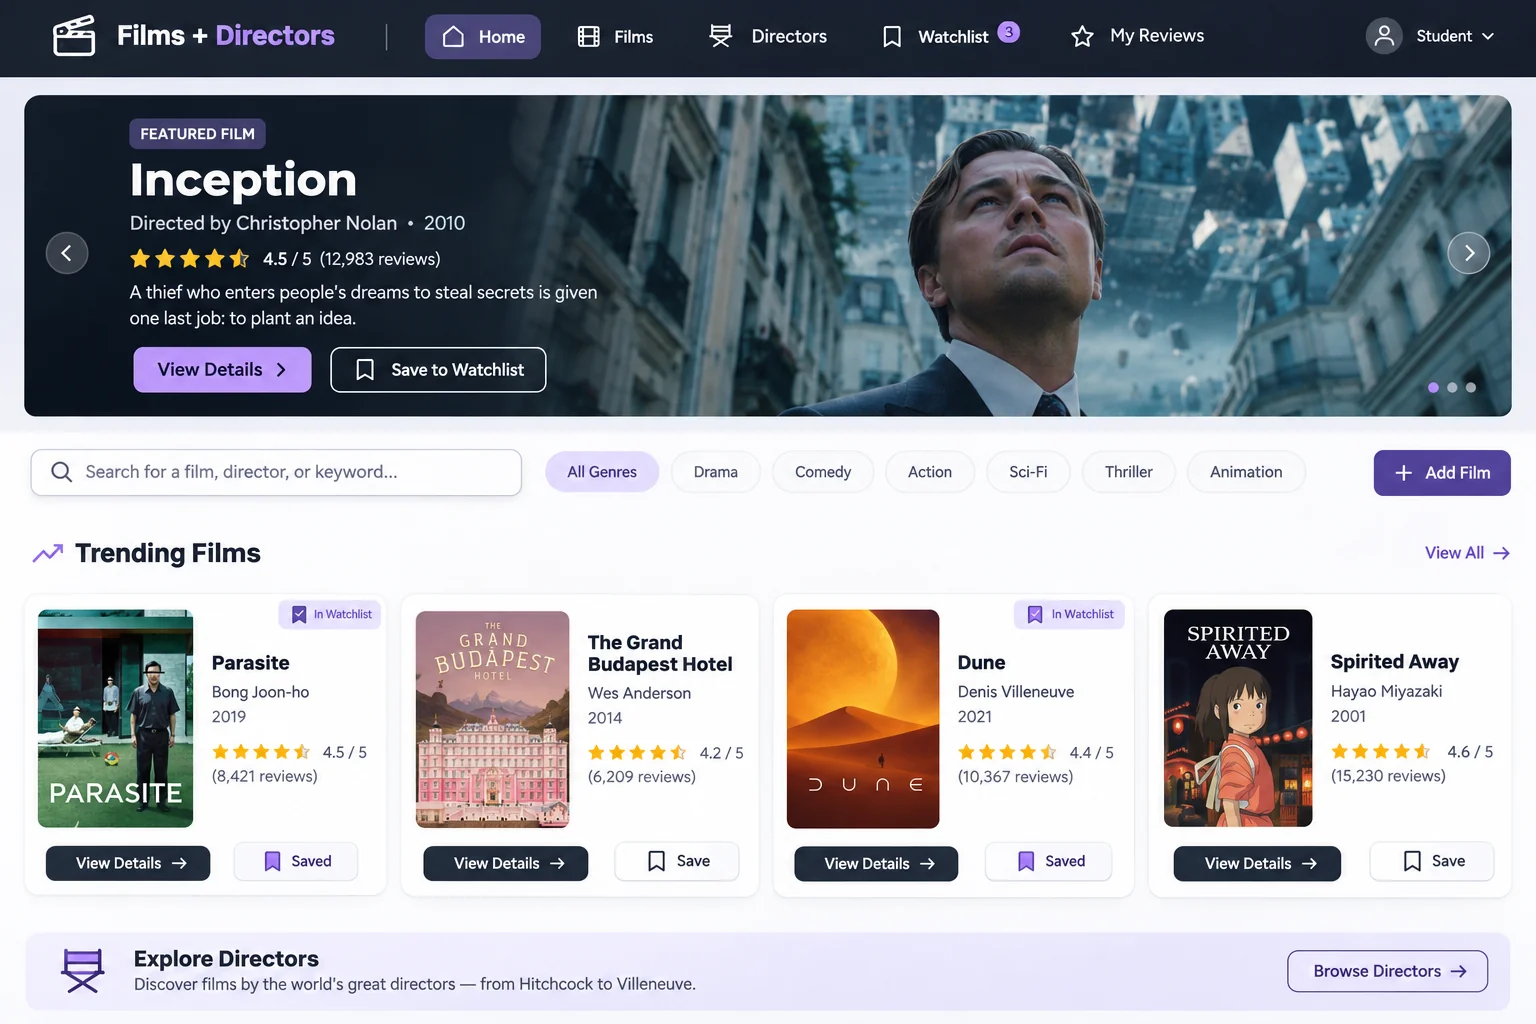 Films + Directors
Home
Films
Directors
Watchlist 3
My Reviews
Student
FEATURED FILM
Inception
Directed by Christopher Nolan • 2010
4.5 / 5 (12,983 reviews)
A thief who enters people's dreams to steal secrets is given
one last job: to plant an idea.
View Details
Save to Watchlist
Search for a film, director, or keyword...
All Genres
Drama
Comedy
Action
Sci-Fi
Thriller
Animation
+ Add Film
Trending Films
View All →
PARASITE
In Watchlist
Parasite
Bong Joon-ho
2019
4.5 / 5
(8,421 reviews)
View Details →
Saved
THE
GRAND
BUDAPEST
HOTEL
The Grand
Budapest Hotel
Wes Anderson
2014
4.2 / 5
(6,209 reviews)
View Details →
Save
DUNE
In Watchlist
Dune
Denis Villeneuve
2021
4.4 / 5
(10,367 reviews)
View Details →
Saved
SPIRITED
AWAY
Spirited Away
Hayao Miyazaki
2001
4.6 / 5
(15,230 reviews)
View Details →
Save
Explore Directors
Discover films by the world's great directors — from Hitchcock to Villeneuve.
Browse Directors →